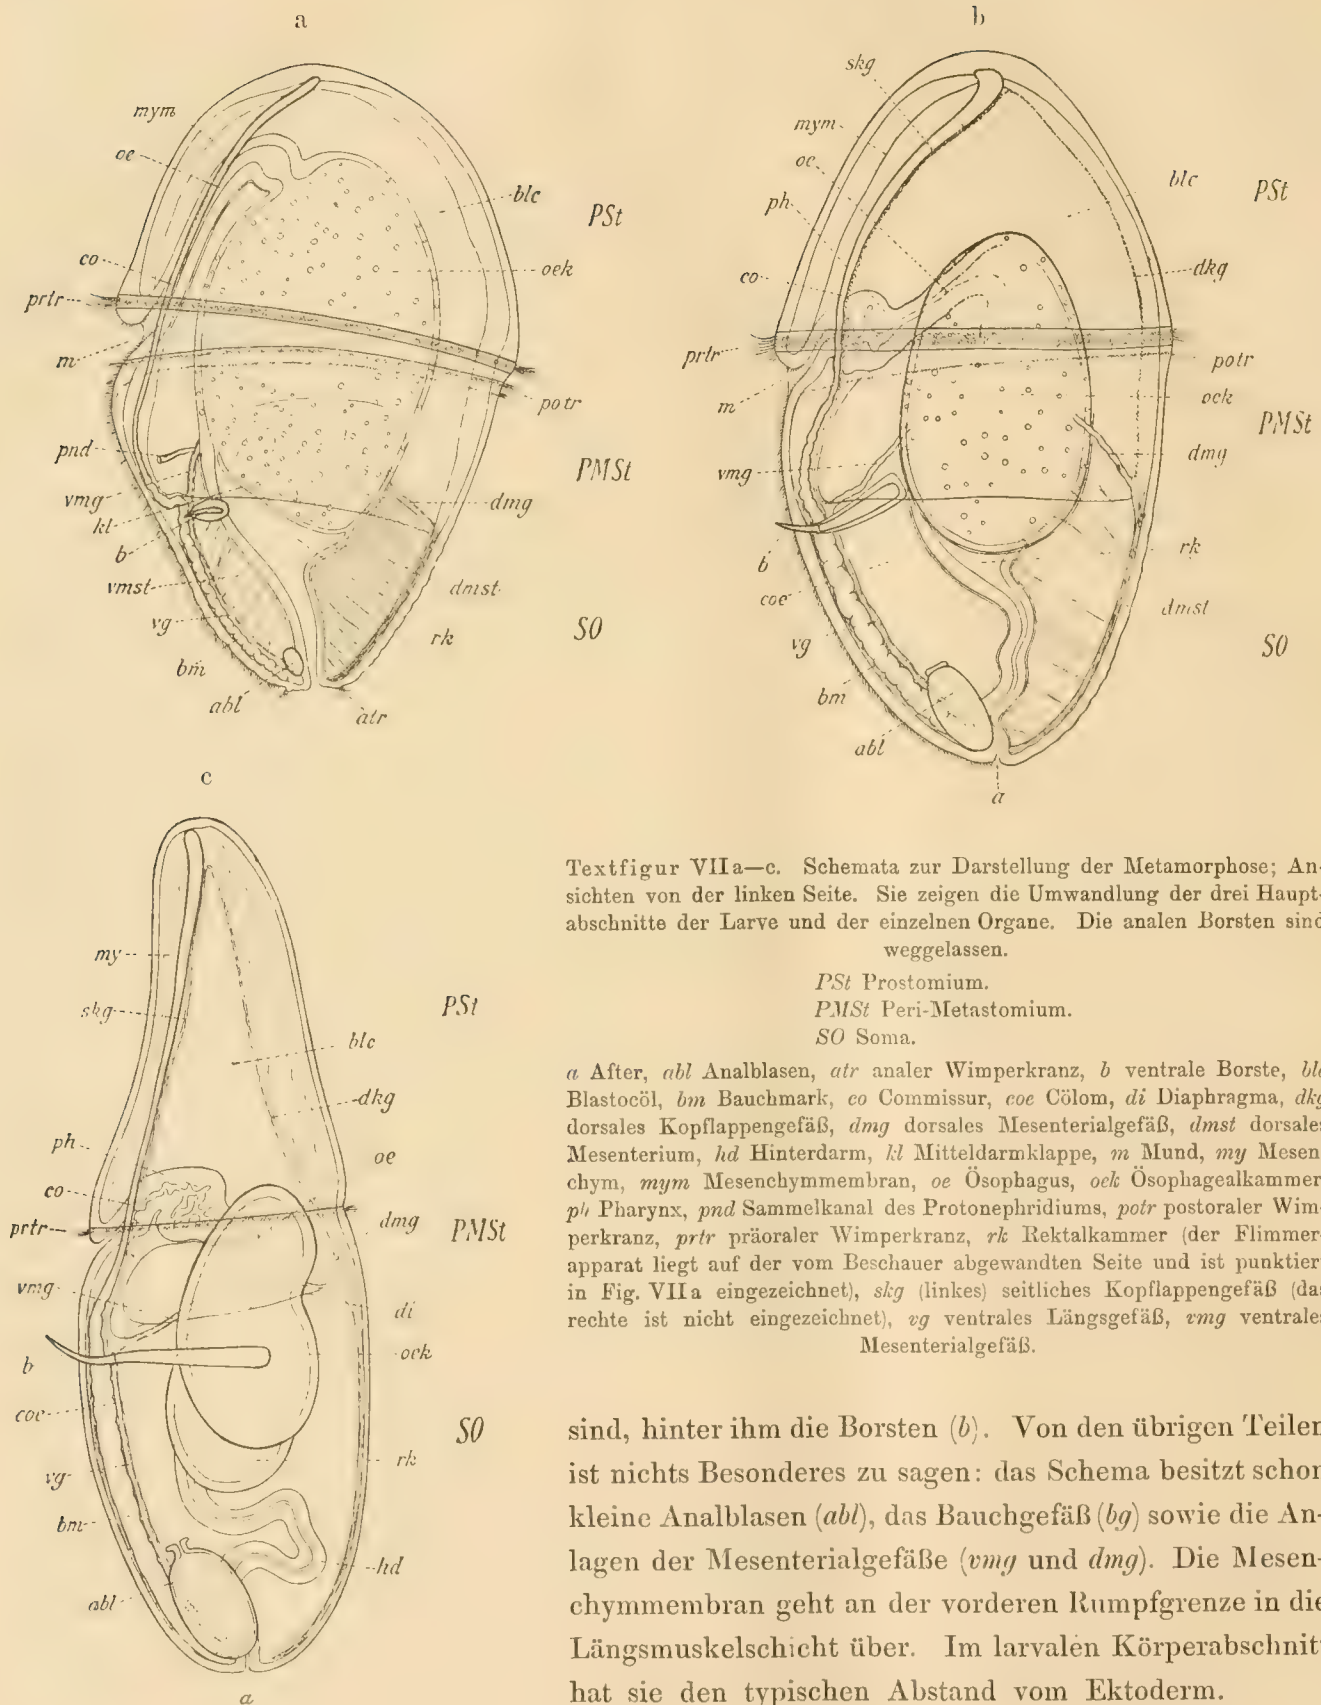 a
mym
oe
blc
PSt
co
oek
prtr
m
potr
pnd
PMSt
vmg
dmg
kl
b
vmst
dmst
vg
SO
rk
bm
abl
atr
b
skg
mym
oe
blc
PSt
ph
dkg
co
prtr
potr
m
oek
PMSt
vmg
dmg
b
rk
coe
dmst
vg
SO
bm
abl
a
c
my
PSt
skg
blc
dkg
ph
oe
co
prtr
dmg
PMSt
vmg
di
b
oek
coe
SO
vg
rk
bm
hd
abl
a
Textfigur VIIa—c. Schemata zur Darstellung der Metamorphose; An-
sichten von der linken Seite. Sie zeigen die Umwandlung der drei Haupt-
abschnitte der Larve und der einzelnen Organe. Die analen Borsten sind
weggelassen.
PSt Prostomium.
PMSt Peri-Metastomium.
SO Soma.
a After, abl Analblasen, atr analer Wimperkranz, b ventrale Borste, blc
Blastocöl, bm Bauchmark, co Commissur, coe Cölom, di Diaphragma, dkg
dorsales Kopflappengefäß, dmg dorsales Mesenterialgefäß, dmst dorsales
Mesenterium, hd Hinterdarm, kl Mitteldarmklappe, m Mund, my Mesen-
chym, mym Mesenchymmembran, oe Ösophagus, oek Ösophagealkammer,
ph Pharynx, pnd Sammelkanal des Protonephridiums, potr postoraler Wim-
perkranz, prtr präoraler Wimperkranz, rk Rektalkammer (der Flimmer-
apparat liegt auf der vom Beschauer abgewandten Seite und ist punktiert
in Fig. VIIa eingezeichnet), skg (linkes) seitliches Kopflappengefäß (das
rechte ist nicht eingezeichnet), vg ventrales Längsgefäß, vmg ventrales
Mesenterialgefäß.
sind, hinter ihm die Borsten (b). Von den übrigen Teilen
ist nichts Besonderes zu sagen: das Schema besitzt schon
kleine Analblasen (abl), das Bauchgefäß (bg) sowie die An-
lagen der Mesenterialgefäße (vmg und dmg). Die Mesen-
chymmembran geht an der vorderen Rumpfgrenze in die
Längsmuskelschicht über. Im larvalen Körperabschnitt
hat sie den typischen Abstand vom Ektoderm.